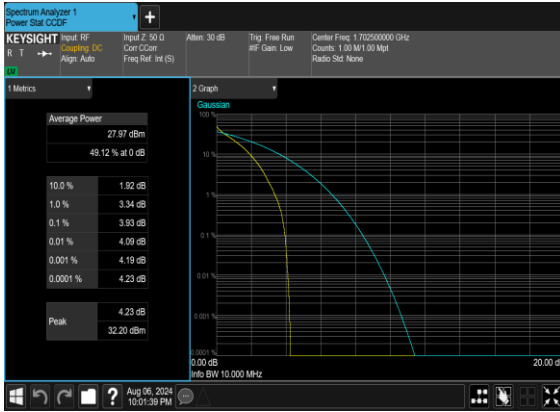 Spectrum Analyzer 1
Power Stat CCDF
KEYSIGHT
R T
Input: RF
Coupling: DC
Align: Auto
Input Z: 50 Ω
Corr CCorr
Freq Ref: Int (S)
Atten: 30 dB
Trig: Free Run
#IF Gain: Low
Center Freq: 1.702500000 GHz
Counts: 1.00 M/1.00 Mpt
Radio Std: None
1 Metrics
Average Power
27.97 dBm
49.12 % at 0 dB
10.0 % 1.92 dB
1.0 % 3.34 dB
0.1 % 3.93 dB
0.01 % 4.09 dB
0.001 % 4.19 dB
0.0001 % 4.23 dB
Peak
4.23 dB
32.20 dBm
2 Graph
Gaussian
100 %
10 %
1 %
0.1 %
0.01 %
0.001 %
0.0001 %
0.00 dB
20.00 d
Info BW 10.000 MHz
Aug 06, 2024
10:01:39 PM